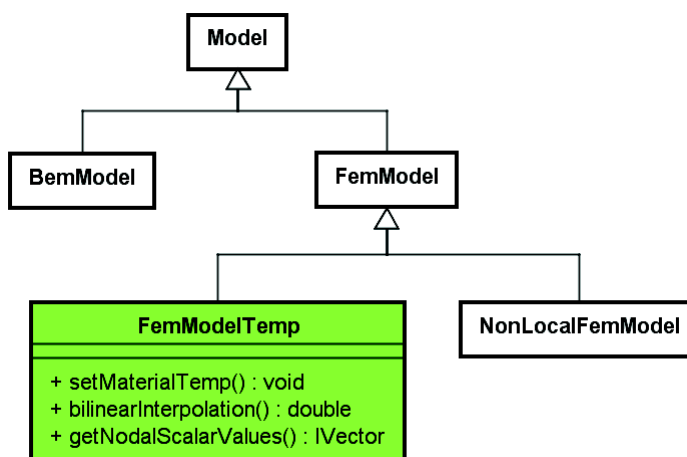 Model
BemModel
FemModel
FemModelTemp
NonLocalFemModel
+ setMaterialTemp() : void
+ bilinearInterpolation() : double
+ getNodalScalarValues() : IVector